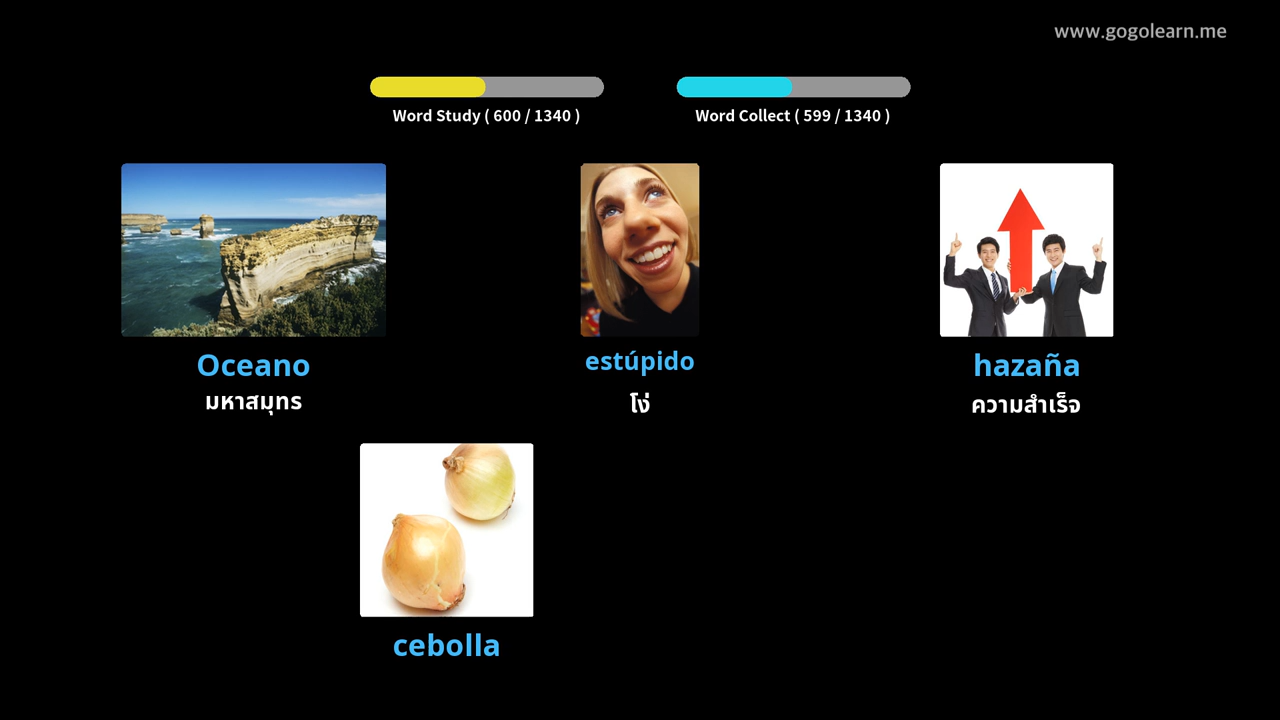 www.gogolearn.me
Word Study ( 600 / 1340 )
Word Collect ( 599 / 1340 )
Oceano
มหาสมุทร
estúpido
โง่
hazaña
ความสำเร็จ
cebolla